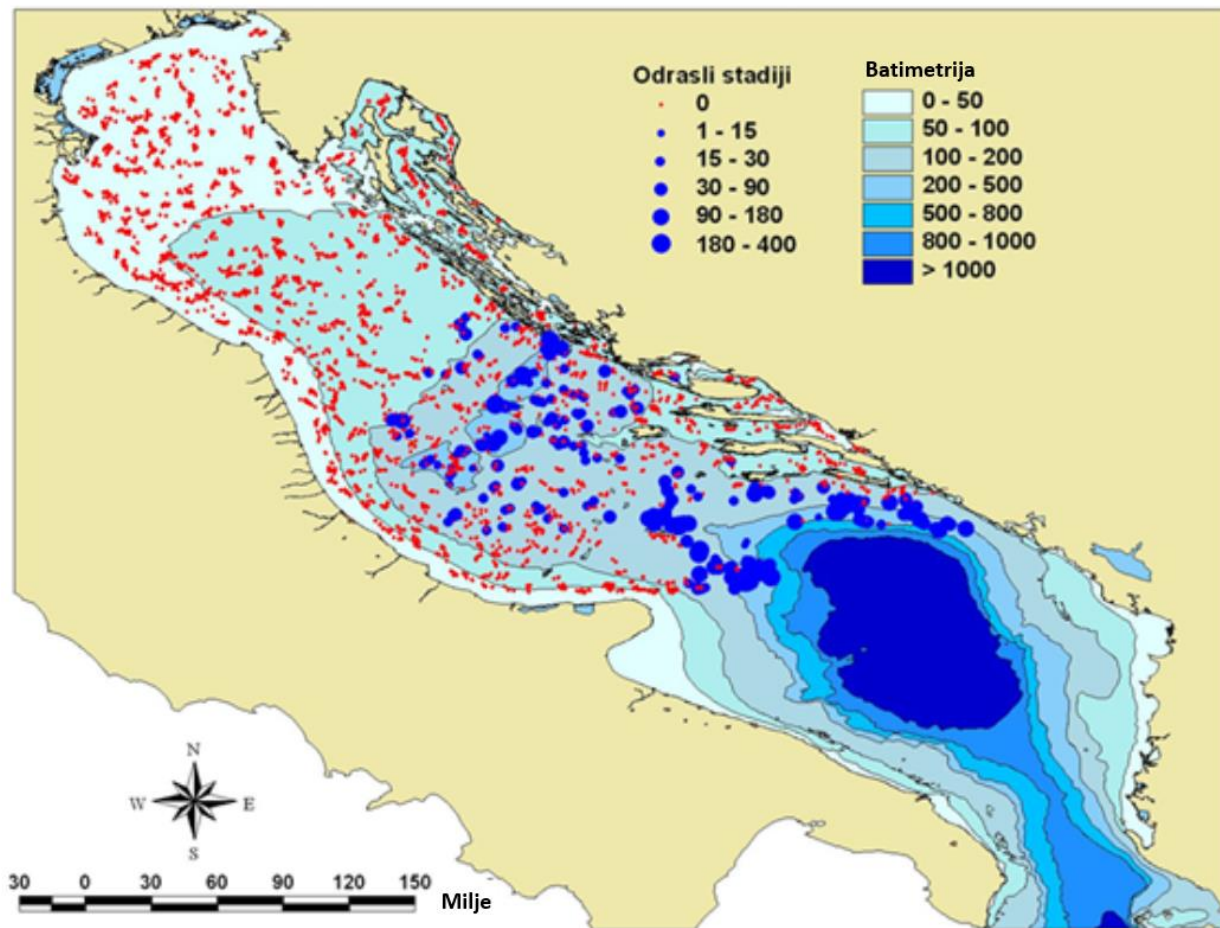 Odrasli stadiji
0
1 - 15
15 - 30
30 - 90
90 - 180
180 - 400
Batimetrija
0 - 50
50 - 100
100 - 200
200 - 500
500 - 800
800 - 1000
> 1000
N
W E
S
30 0 30 60 90 120 150 Milje